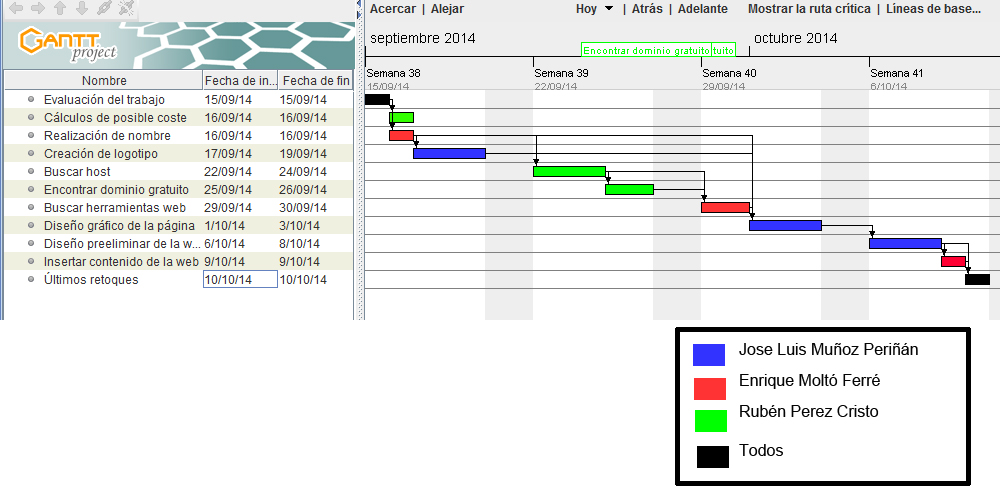 Acercar | Alejar
Hoy | Atrás | Adelante
Mostrar la ruta crítica | Líneas de base...
GANTT
project
septiembre 2014
octubre 2014
Encontrar dominio gratuito tuito
Nombre Fecha de in... Fecha de fin
Semana 38 Semana 39 Semana 40 Semana 41
15/09/14 22/09/14 29/09/14 6/10/14
Evaluación del trabajo 15/09/14 15/09/14
Cálculos de posible coste 16/09/14 16/09/14
Realización de nombre 16/09/14 16/09/14
Creación de logotipo 17/09/14 19/09/14
Buscar host 22/09/14 24/09/14
Encontrar dominio gratuito 25/09/14 26/09/14
Buscar herramientas web 29/09/14 30/09/14
Diseño gráfico de la página 1/10/14 3/10/14
Diseño preeliminar de la w... 6/10/14 8/10/14
Insertar contenido de la web 9/10/14 9/10/14
Últimos retoques 10/10/14 10/10/14
Jose Luis Muñoz Periñán
Enrique Moltó Ferré
Rubén Perez Cristo
Todos